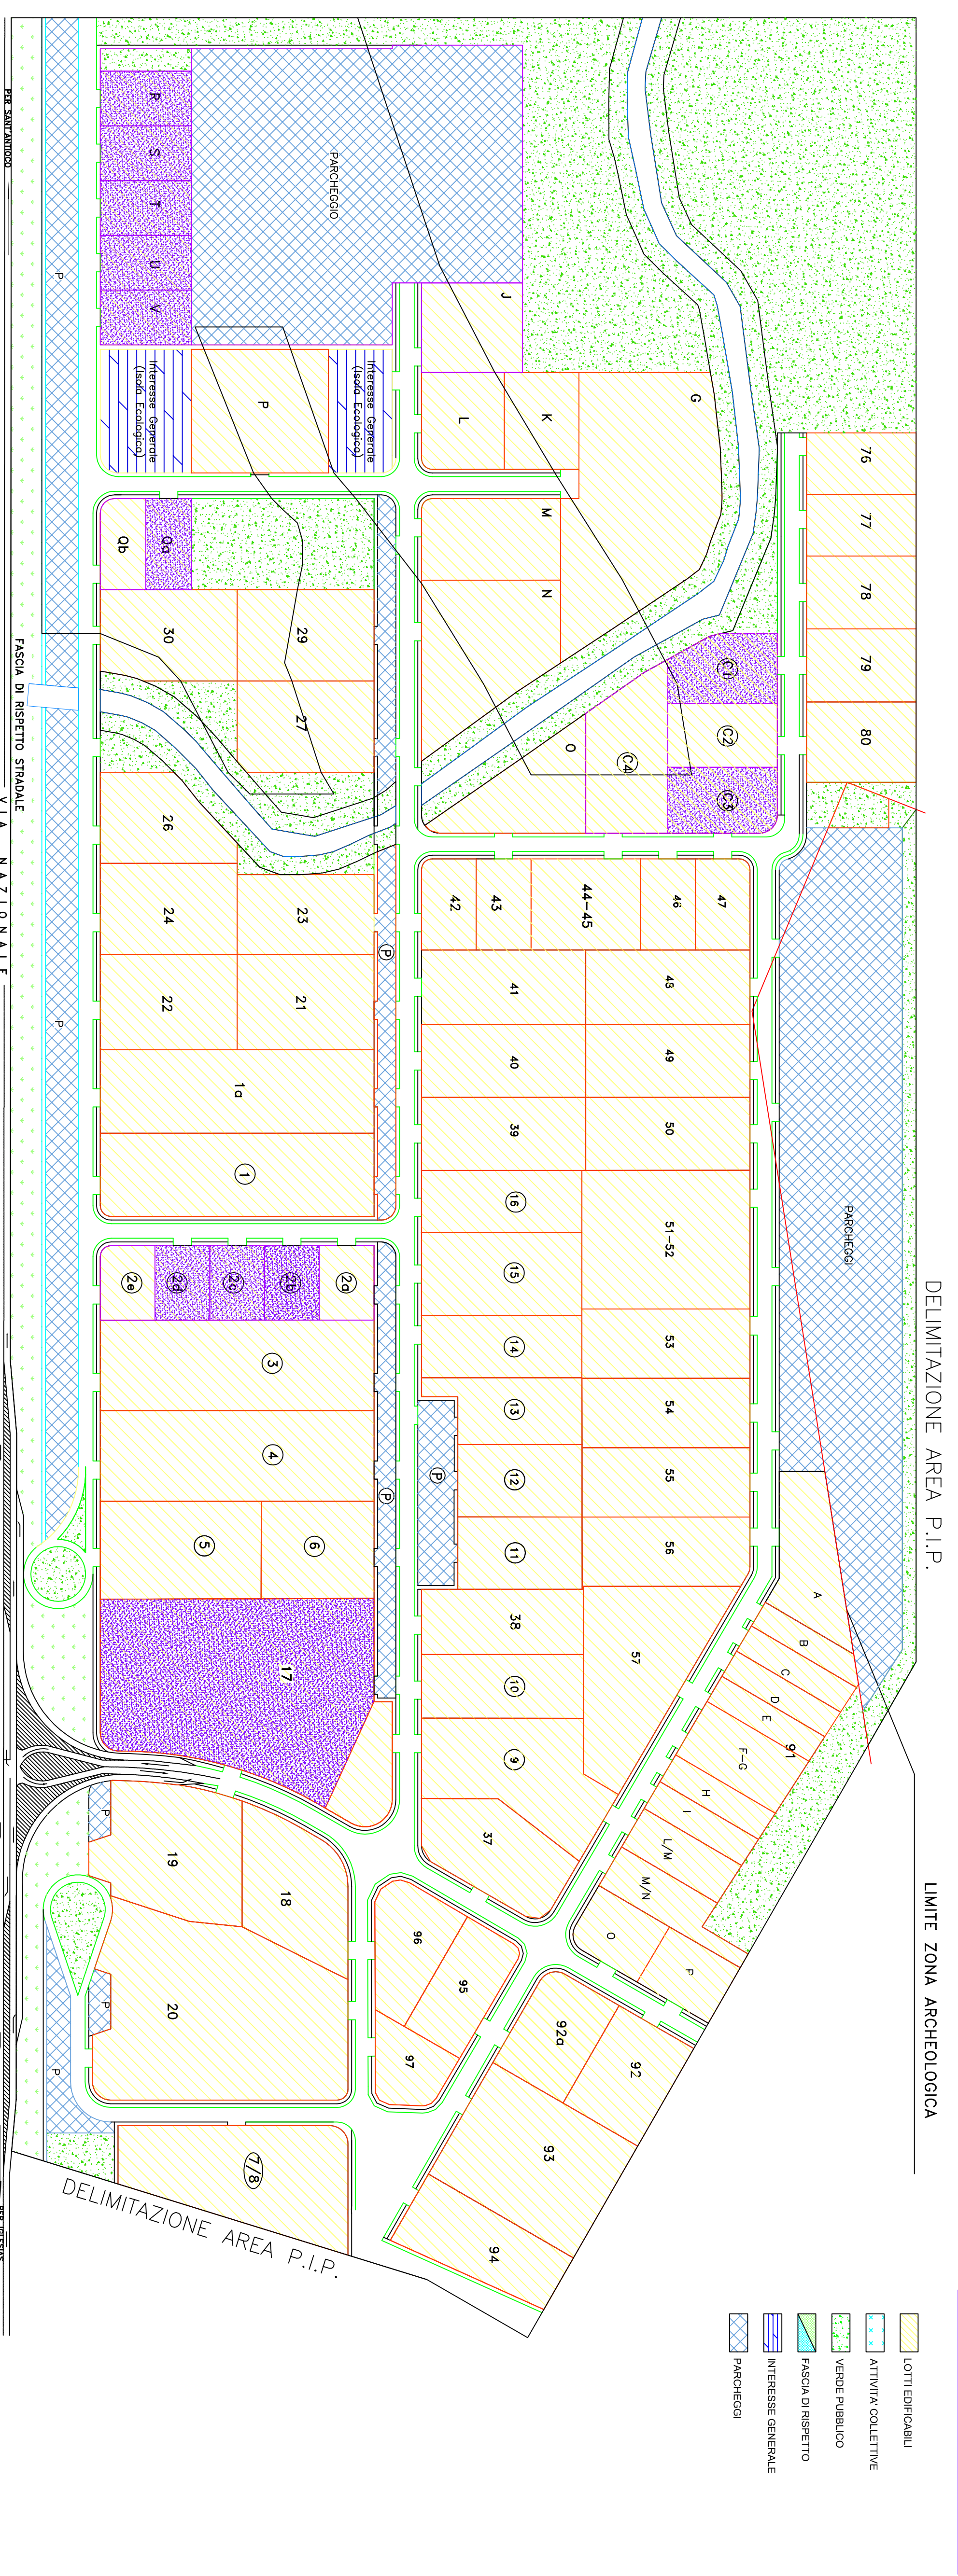 DELIMITAZIONE AREA P.I.P.
LIMITE ZONA ARCHEOLOGICA
LOTTI EDIFICABILI
ATTIVITA' COLLETTIVE
VERDE PUBBLICO
FASCIA DI RISPETTO
INTERESSE GENERALE
PARCHEGGI
76
77
78
79
80
PARCHEGGI
A
B
C
D
E
91
F-G
H
I
L/M
M/N
O
P
G
C1
C2
C3
C4
O
J
K
L
M
N
47
46
44-45
43
42
49
50
51-52
53
54
55
56
57
41
40
39
16
15
14
13
12
11
38
10
9
37
P
92
92a
93
94
95
96
97
PARCHEGGIO
R
S
T
U
V
Interesse Generale
(Isola Ecologica)
P
Interesse Generale
(Isola Ecologica)
Qa
Qb
29
30
27
26
23
24
21
22
1a
1
P
2a
2b
2c
2d
2e
3
4
5
6
P
17
18
19
20
7/8
P
P
P
P
P
DELIMITAZIONE AREA P.I.P.
FASCIA DI RISPETTO STRADALE
VIA NAZIONALE
PER SANT'ANTIOCO
PER IGLESIAS